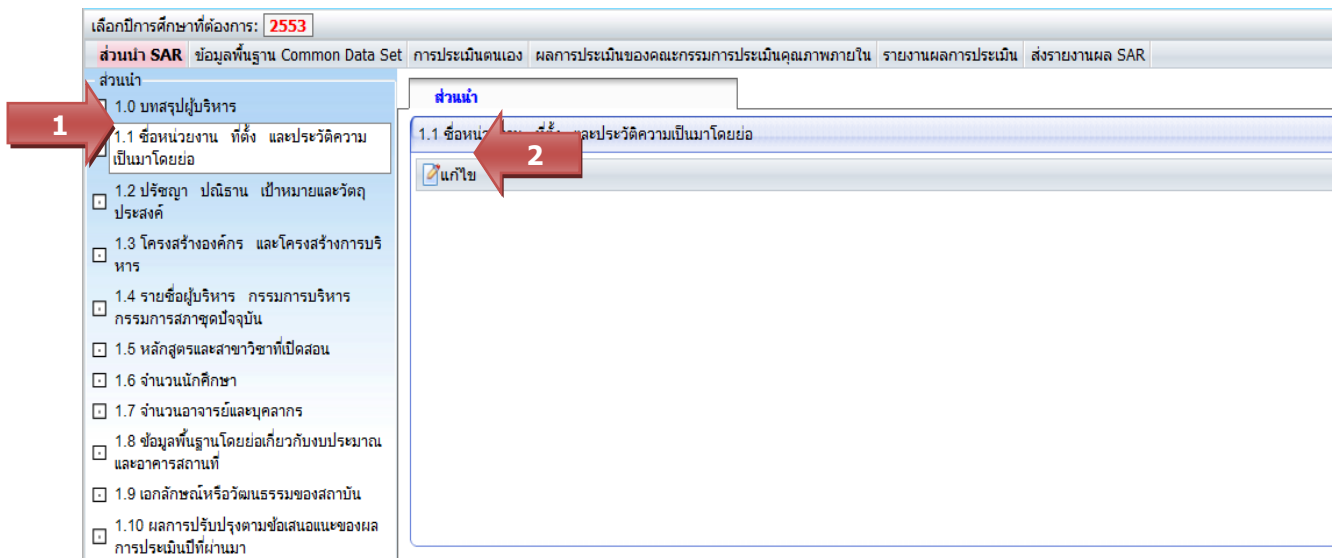 เลือกปีการศึกษาที่ต้องการ: 2553
ส่วนนำ SAR ข้อมูลพื้นฐาน Common Data Set การประเมินตนเอง ผลการประเมินของคณะกรรมการประเมินคุณภาพภายใน รายงานผลการประเมิน ส่งรายงานผล SAR
ส่วนนำ
1.0 บทสรุปผู้บริหาร
1
1.1 ชื่อหน่วยงาน ที่ตั้ง และประวัติความ
เป็นมาโดยย่อ
1.2 ปรัชญา ปณิธาน เป้าหมายและวัตถุ
ประสงค์
1.3 โครงสร้างองค์กร และโครงสร้างการบริ
หาร
1.4 รายชื่อผู้บริหาร กรรมการบริหาร
กรรมการสภาชุดปัจจุบัน
1.5 หลักสูตรและสาขาวิชาที่เปิดสอน
1.6 จำนวนนักศึกษา
1.7 จำนวนอาจารย์และบุคลากร
1.8 ข้อมูลพื้นฐานโดยย่อเกี่ยวกับงบประมาณ
และอาคารสถานที่
1.9 เอกลักษณ์หรือวัฒนธรรมของสถาบัน
1.10 ผลการปรับปรุงตามข้อเสนอแนะของผล
การประเมินปีที่ผ่านมา
ส่วนนำ
1.1 ชื่อหน่วยงาน ที่ตั้ง และประวัติความเป็นมาโดยย่อ
2
แก้ไข